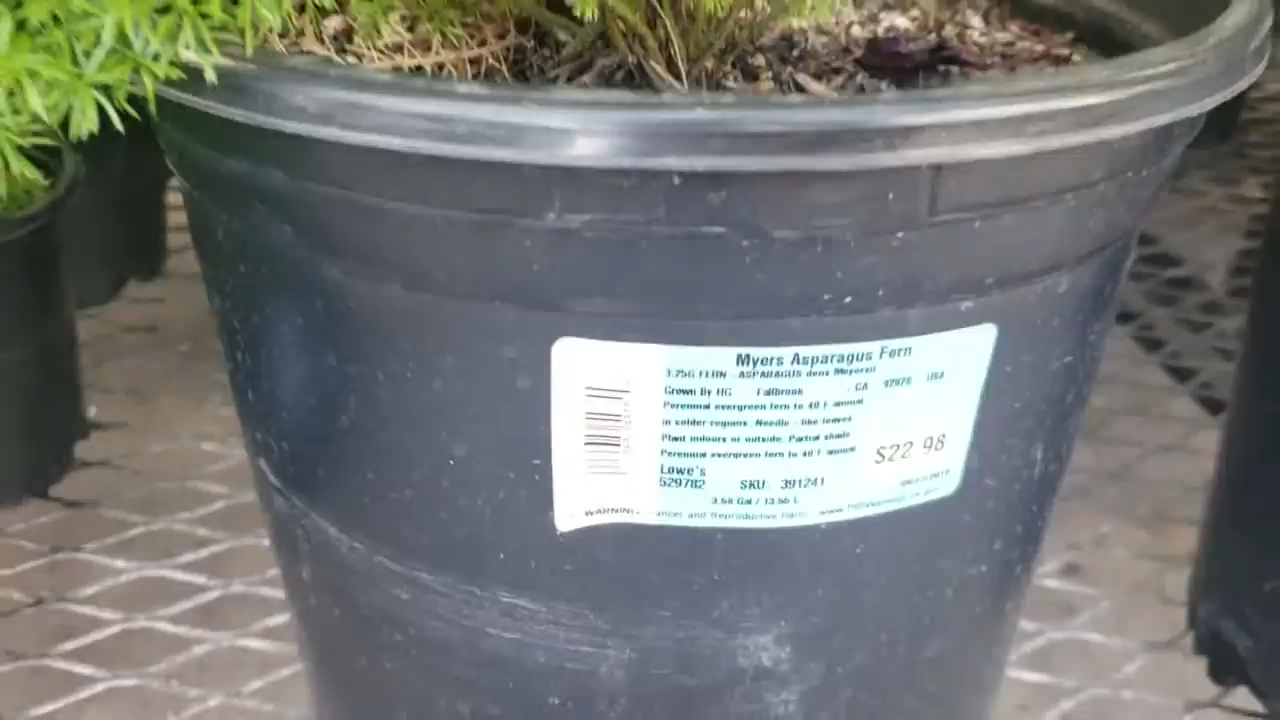 Myers Asparagus Fern
3.25G FERN - ASPARAGUS dens Meyersii
Grown By HG Fallbrook , CA 92028 USA
Perennial evergreen fern to 40 F annual
in colder regions. Needle - like leaves
Plant indoors or outside. Partial shade
Perennial evergreen fern to 40 F annual
$22.98
Lowe's
529782 SKU: 391241
3.58 Gal / 13.55 L
WARNING: Cancer and Reproductive Harm